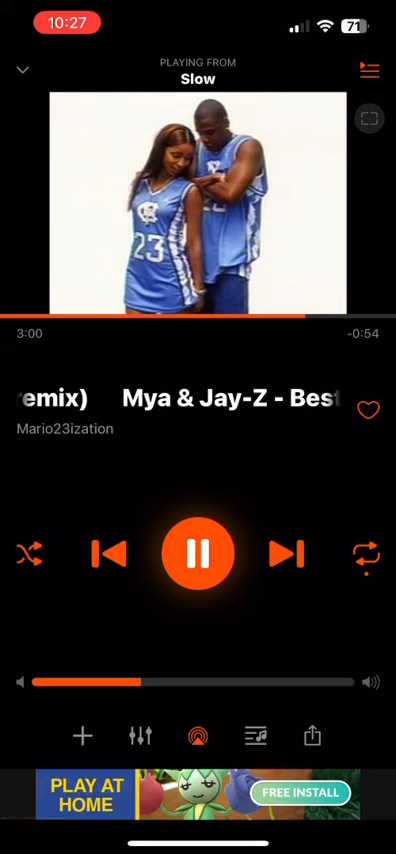 10:27
71
PLAYING FROM
Slow
23
3:00
-0:54
emix) Mya & Jay-Z - Best
Mario23ization
PLAY AT
HOME
FREE INSTALL